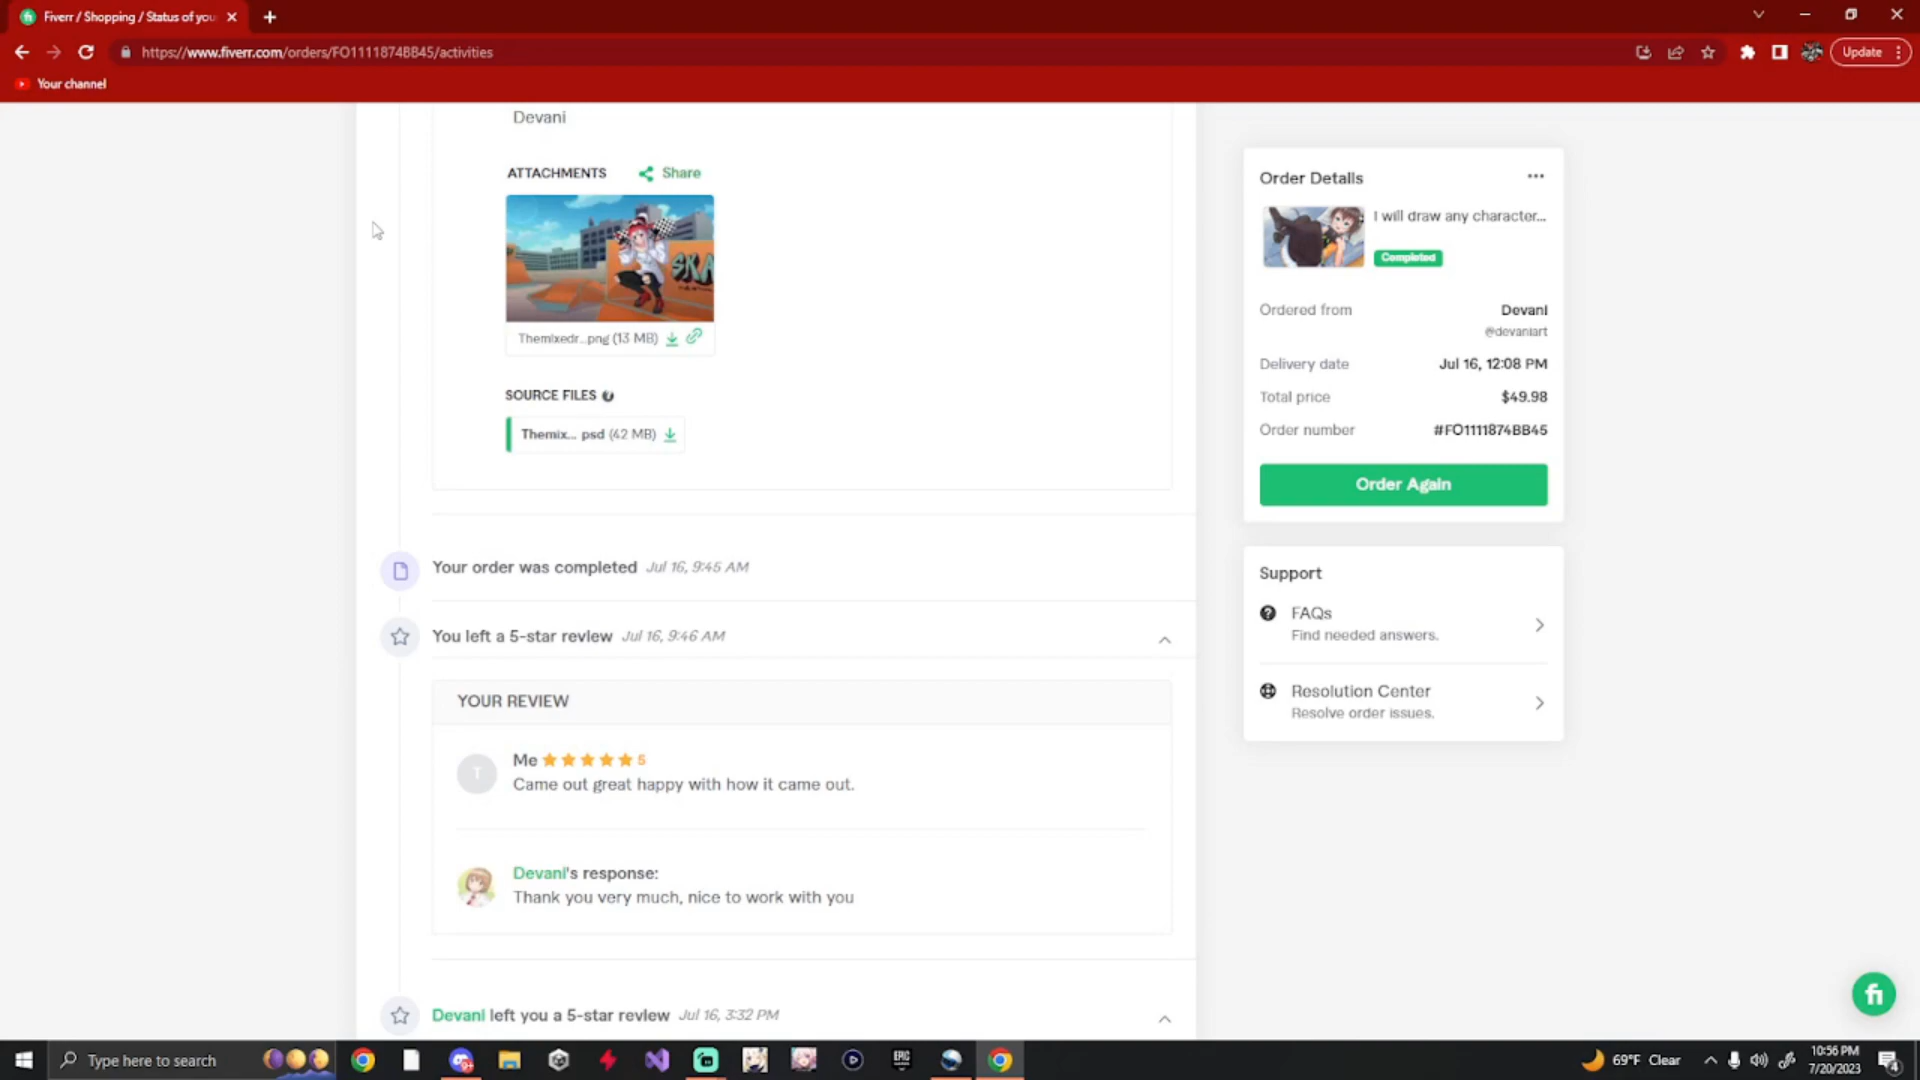 Fiverr / Shopping / Status of you
https://www.fiverr.com/orders/FO1111874BB45/activities
Update
Your channel
Devani
ATTACHMENTS
Share
SKA
Themixedr...png (13 MB)
SOURCE FILES
Themix... psd (42 MB)
Your order was completed Jul 16, 9:45 AM
You left a 5-star review Jul 16, 9:46 AM
YOUR REVIEW
T
Me 5
Came out great happy with how it came out.
Devani's response:
Thank you very much, nice to work with you
Devani left you a 5-star review Jul 16, 3:32 PM
Order Details
I will draw any character...
Completed
Ordered from Devani
@devaniart
Delivery date Jul 16, 12:08 PM
Total price $49.98
Order number #FO1111874BB45
Order Again
Support
FAQs
Find needed answers.
Resolution Center
Resolve order issues.
fi
Type here to search
EPIC
69°F Clear
10:56 PM
7/20/2023
4